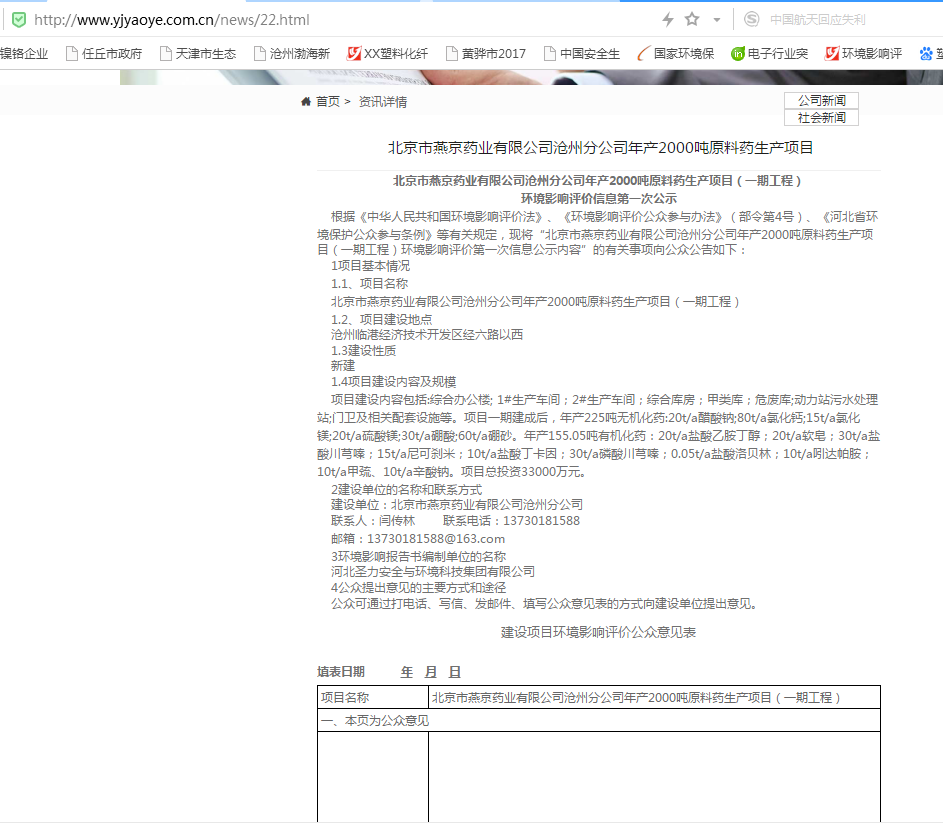 http://www.yjyaoye.com.cn/news/22.html
中国航天回应失利
镍铬企业 任丘市政府 天津市生态 沧州渤海新 XX塑料化纤 黄骅市2017 中国安全生 国家环境保 电子行业突 环境影响评
首页 > 资讯详情
公司新闻
社会新闻
北京市燕京药业有限公司沧州分公司年产2000吨原料药生产项目
北京市燕京药业有限公司沧州分公司年产2000吨原料药生产项目（一期工程）
环境影响评价信息第一次公示
根据《中华人民共和国环境影响评价法》、《环境影响评价公众参与办法》（部令第4号）、《河北省环
境保护公众参与条例》等有关规定，现将“北京市燕京药业有限公司沧州分公司年产2000吨原料药生产项
目（一期工程）环境影响评价第一次信息公示内容”的有关事项向公众公告如下：
1项目基本情况
1.1、项目名称
北京市燕京药业有限公司沧州分公司年产2000吨原料药生产项目（一期工程）
1.2、项目建设地点
沧州临港经济技术开发区经六路以西
1.3建设性质
新建
1.4项目建设内容及规模
项目建设内容包括:综合办公楼; 1#生产车间；2#生产车间；综合库房；甲类库；危废库;动力站污水处理
站;门卫及相关配套设施等。项目一期建成后，年产225吨无机化药:20t/a醋酸钠;80t/a氯化钙;15t/a氯化
镁;20t/a硫酸镁;30t/a硼酸;60t/a硼砂。年产155.05吨有机化药：20t/a盐酸乙胺丁醇；20t/a软皂；30t/a盐
酸川芎嗪；15t/a尼可刹米；10t/a盐酸丁卡因；30t/a磷酸川芎嗪；0.05t/a盐酸洛贝林；10t/a吲达帕胺；
10t/a甲巯、10t/a辛酸钠。项目总投资33000万元。
2建设单位的名称和联系方式
建设单位：北京市燕京药业有限公司沧州分公司
联系人：闫传林 联系电话：13730181588
邮箱：13730181588@163.com
3环境影响报告书编制单位的名称
河北圣力安全与环境科技集团有限公司
4公众提出意见的主要方式和途径
公众可通过打电话、写信、发邮件、填写公众意见表的方式向建设单位提出意见。
建设项目环境影响评价公众意见表
填表日期 年 月 日
项目名称 北京市燕京药业有限公司沧州分公司年产2000吨原料药生产项目（一期工程）
一、本页为公众意见